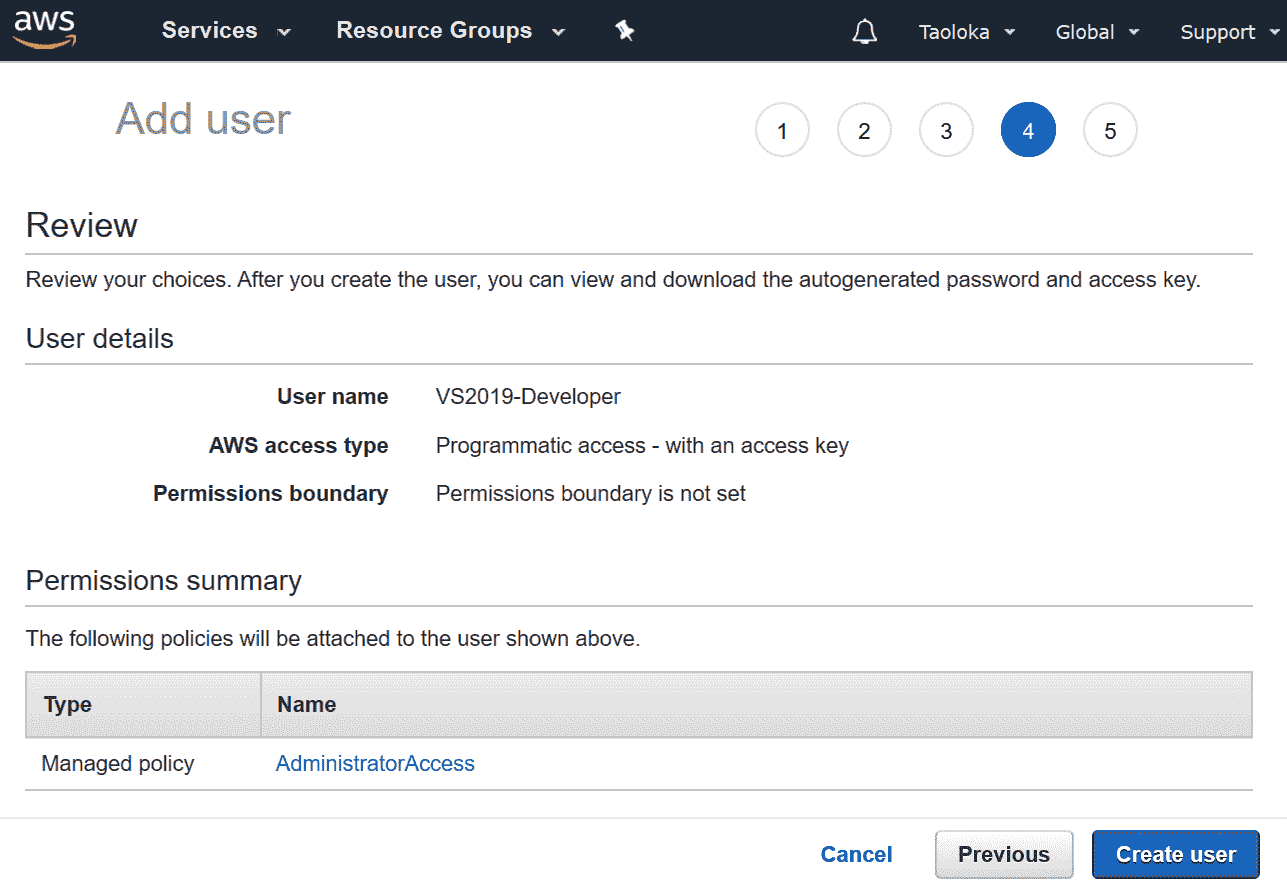 aws Services Resource Groups Taoloka Global Support
Add user 1 2 3 4 5
Review
Review your choices. After you create the user, you can view and download the autogenerated password and access key.
User details
User name VS2019-Developer
AWS access type Programmatic access - with an access key
Permissions boundary Permissions boundary is not set
Permissions summary
The following policies will be attached to the user shown above.
Type Name
Managed policy AdministratorAccess
Cancel Previous Create user